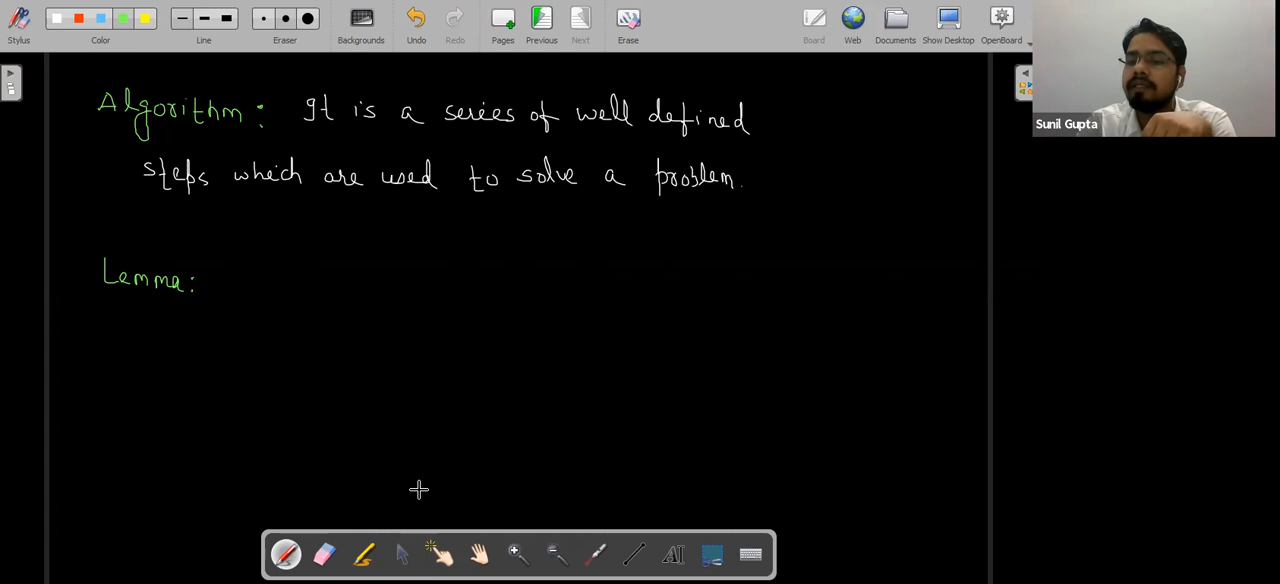 Stylus Color Line Eraser Backgrounds Undo Redo Pages Previous Next Erase Board Web Documents Show Desktop OpenBoard
Sunil Gupta
Algorithm: It is a series of well defined
steps which are used to solve a problem.
Lemma:
AI